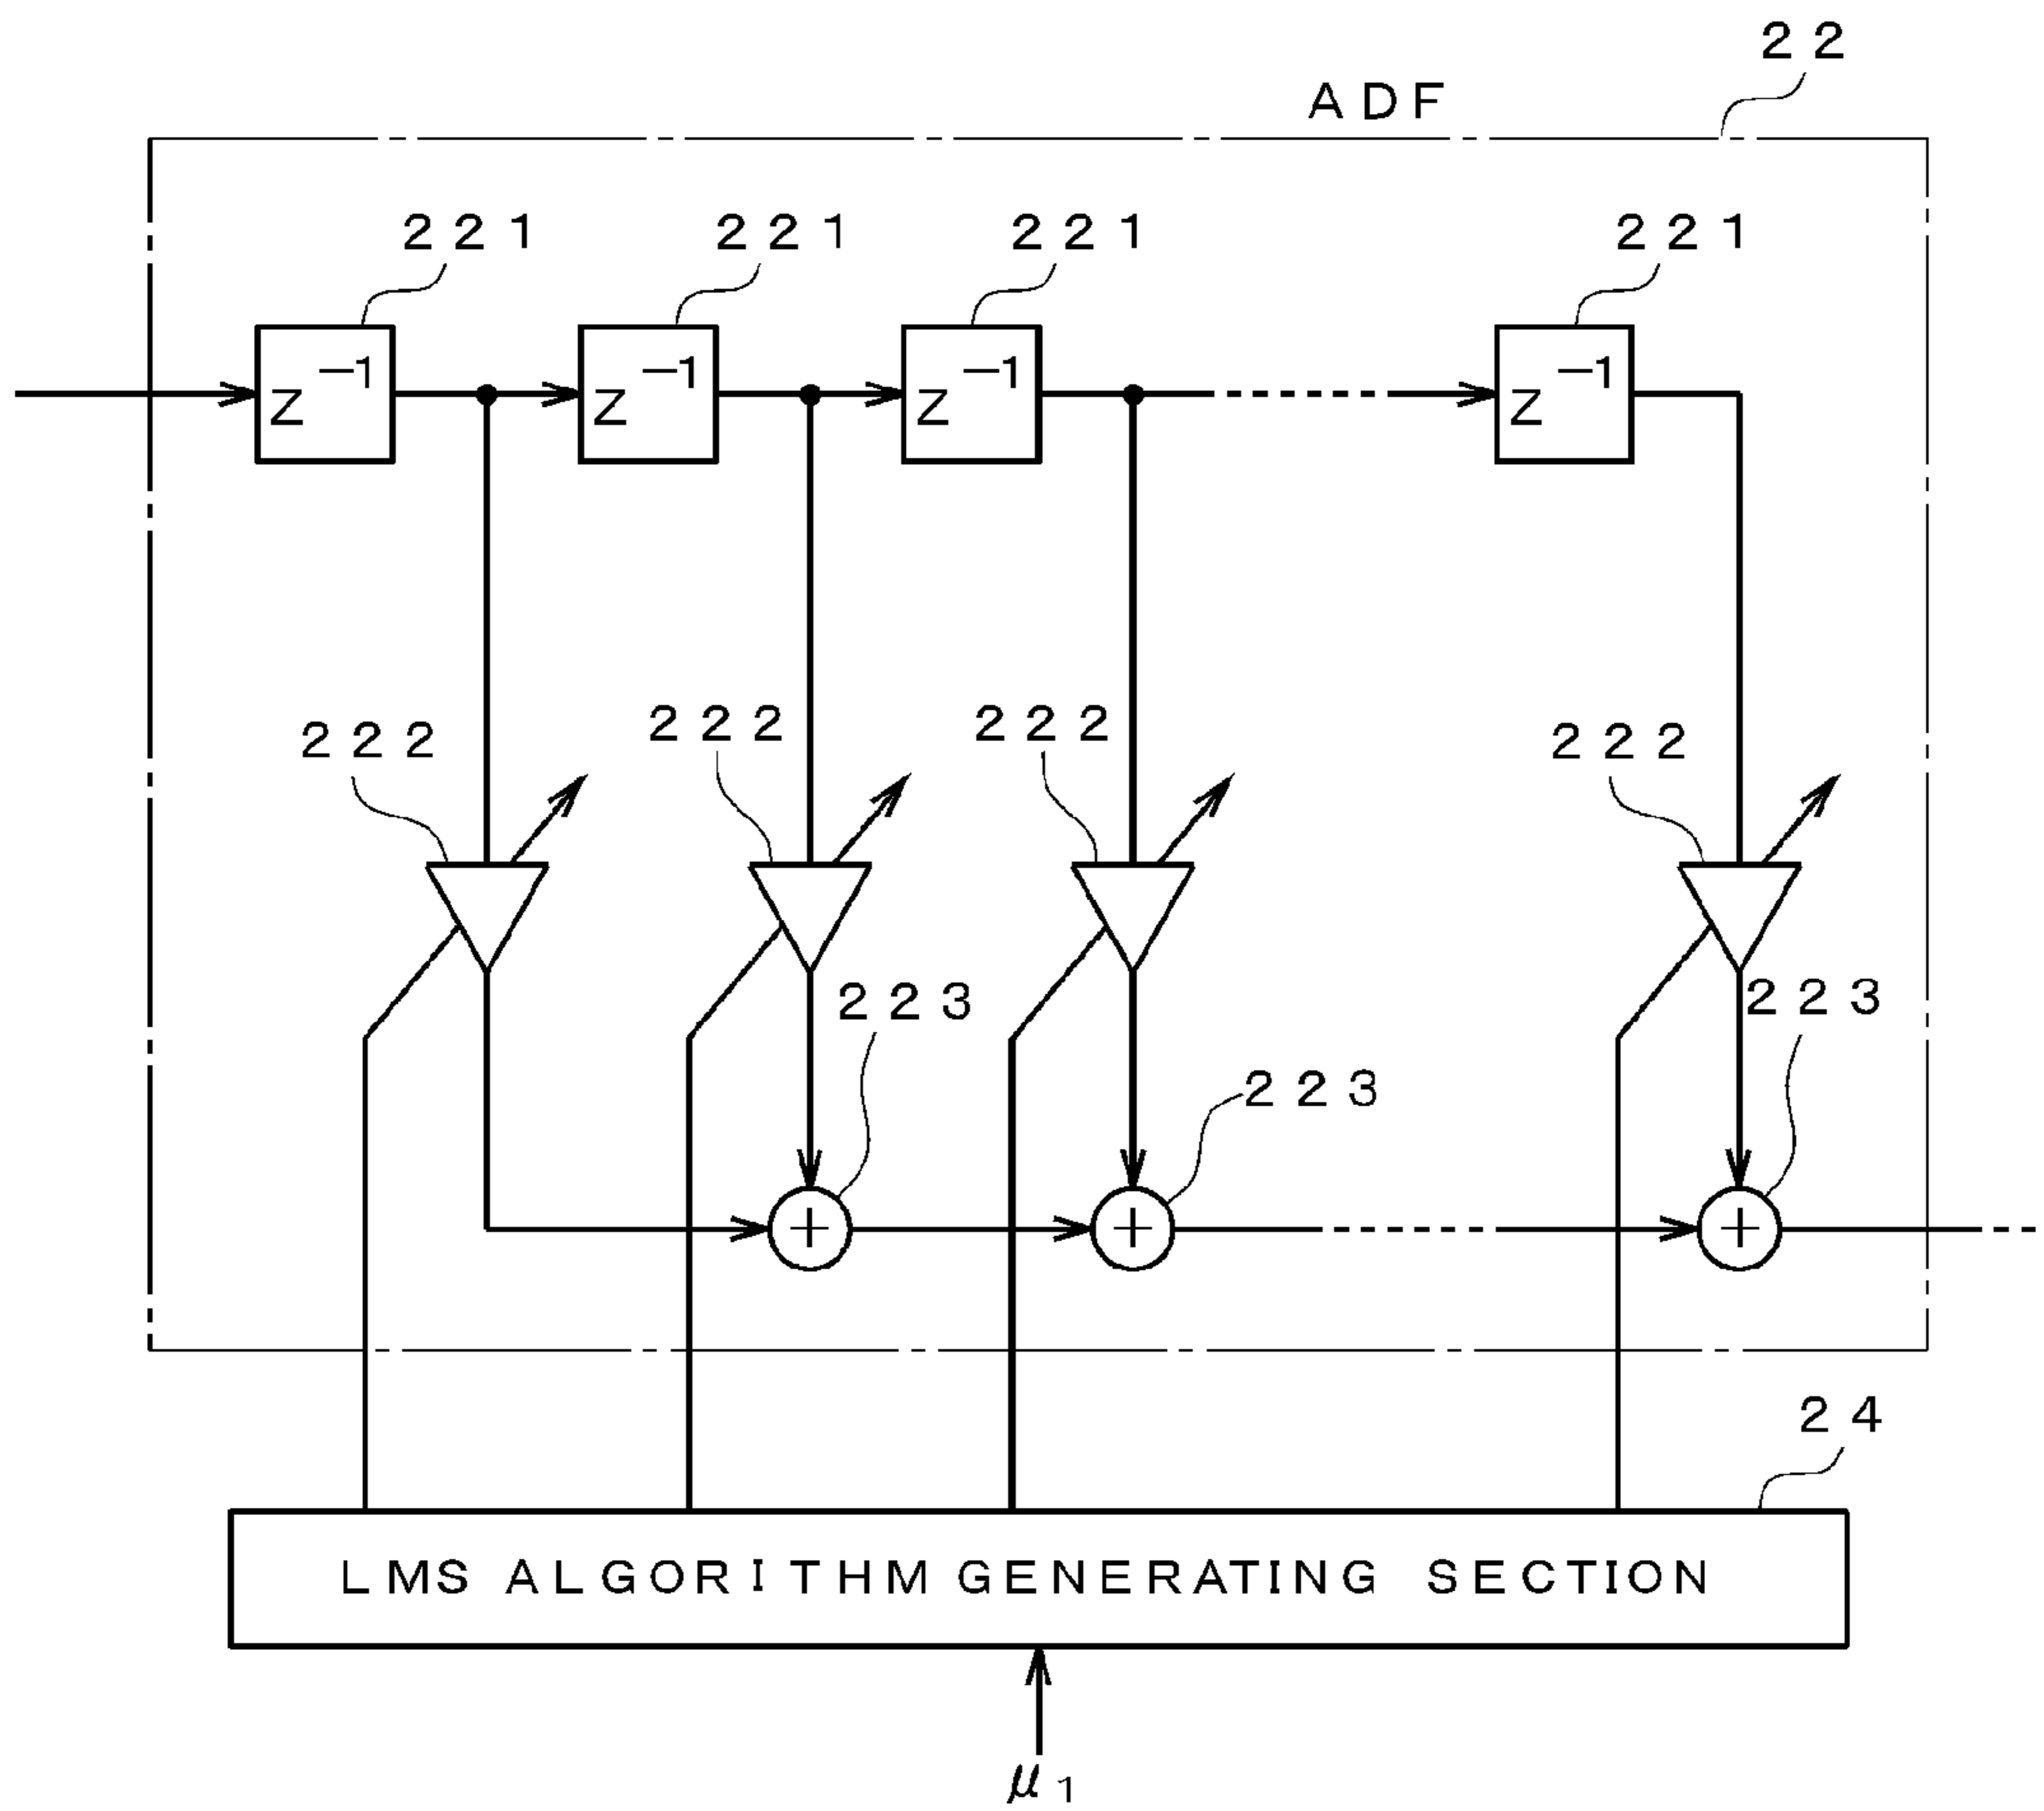 22
ADF
221 221 221 221
z⁻¹ z⁻¹ z⁻¹ z⁻¹
222 222 222 222
223 223
223
+ + +
24
LMS ALGORITHM GENERATING SECTION
μ₁